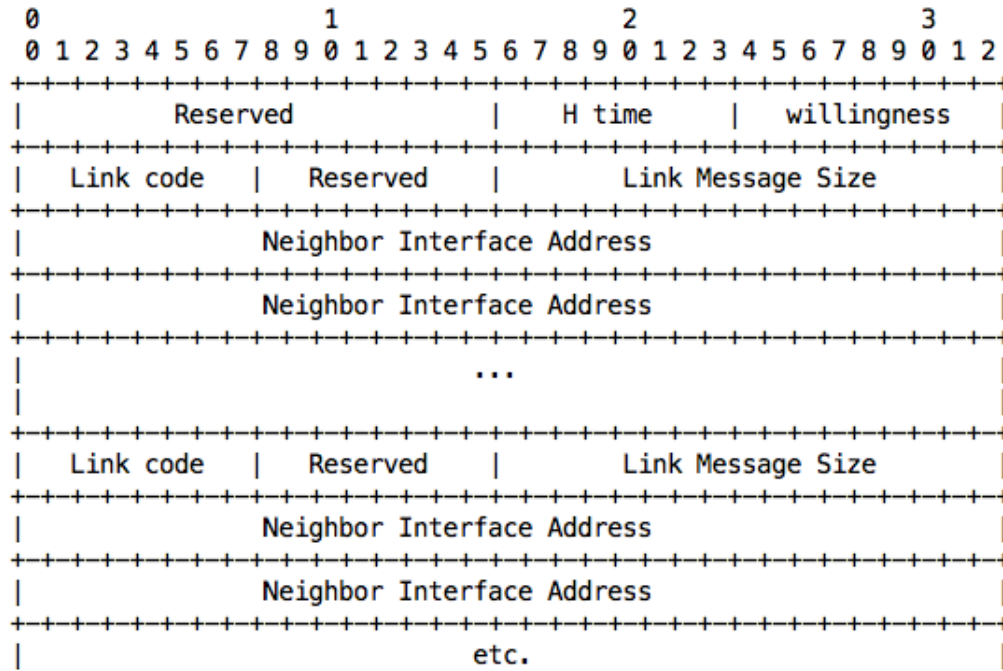 0                   1                   2                   3
0 1 2 3 4 5 6 7 8 9 0 1 2 3 4 5 6 7 8 9 0 1 2 3 4 5 6 7 8 9 0 1 2
+-+-+-+-+-+-+-+-+-+-+-+-+-+-+-+-+-+-+-+-+-+-+-+-+-+-+-+-+-+-+-+-+-+
| Reserved | H time | willingness |
+-+-+-+-+-+-+-+-+-+-+-+-+-+-+-+-+-+-+-+-+-+-+-+-+-+-+-+-+-+-+-+-+-+
| Link code | Reserved | Link Message Size |
+-+-+-+-+-+-+-+-+-+-+-+-+-+-+-+-+-+-+-+-+-+-+-+-+-+-+-+-+-+-+-+-+-+
| Neighbor Interface Address |
+-+-+-+-+-+-+-+-+-+-+-+-+-+-+-+-+-+-+-+-+-+-+-+-+-+-+-+-+-+-+-+-+-+
| Neighbor Interface Address |
+-+-+-+-+-+-+-+-+-+-+-+-+-+-+-+-+-+-+-+-+-+-+-+-+-+-+-+-+-+-+-+-+-+
| ... |
| |
+-+-+-+-+-+-+-+-+-+-+-+-+-+-+-+-+-+-+-+-+-+-+-+-+-+-+-+-+-+-+-+-+-+
| Link code | Reserved | Link Message Size |
+-+-+-+-+-+-+-+-+-+-+-+-+-+-+-+-+-+-+-+-+-+-+-+-+-+-+-+-+-+-+-+-+-+
| Neighbor Interface Address |
+-+-+-+-+-+-+-+-+-+-+-+-+-+-+-+-+-+-+-+-+-+-+-+-+-+-+-+-+-+-+-+-+-+
| Neighbor Interface Address |
+-+-+-+-+-+-+-+-+-+-+-+-+-+-+-+-+-+-+-+-+-+-+-+-+-+-+-+-+-+-+-+-+-+
| etc. |